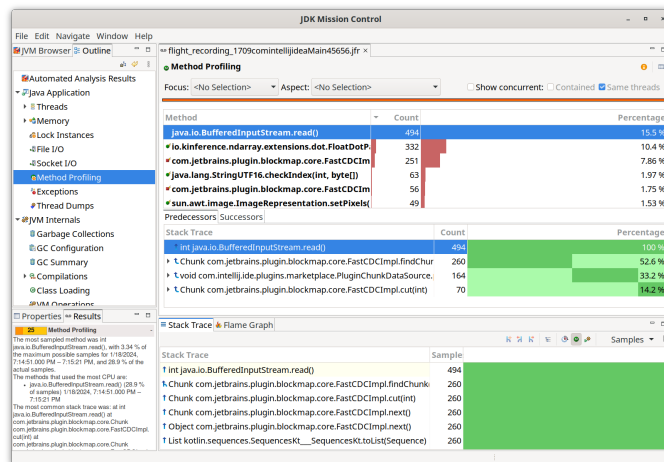 JDK Mission Control
File Edit Navigate Window Help
JVM Browser Outline
flight_recording_1709comintellijideaMain45656.jfr
Automated Analysis Results
Java Application
Threads
Memory
Lock Instances
File I/O
Socket I/O
Method Profiling
Exceptions
Thread Dumps
JVM Internals
Garbage Collections
GC Configuration
GC Summary
Compilations
Class Loading
VM Operations
Method Profiling
Focus: <No Selection> Aspect: <No Selection> Show concurrent: Contained Same threads
Method Count Percentage
java.io.BufferedInputStream.read() 494 15.5 %
io.kinference.ndarray.extensions.dot.FloatDotP 332 10.4 %
com.jetbrains.plugin.blockmap.core.FastCDCIm 251 7.86 %
java.lang.StringUTF16.checkIndex(int, byte[]) 63 1.97 %
com.jetbrains.plugin.blockmap.core.FastCDCIm 56 1.75 %
sun.awt.image.ImageRepresentation.setPixels( 49 1.53 %
Predecessors Successors
Stack Trace Count Percentage
int java.io.BufferedInputStream.read() 494 100 %
Chunk com.jetbrains.plugin.blockmap.core.FastCDCImpl.findChur 260 52.6 %
void com.intellij.ide.plugins.marketplace.PluginChunkDataSource. 164 33.2 %
Chunk com.jetbrains.plugin.blockmap.core.FastCDCImpl.cut(int) 70 14.2 %
Properties Results
25 Method Profiling
The most sampled method was int
java.io.BufferedInputStream.read(), with 3.34 % of
the maximum possible samples for 1/18/2024,
7:14:51.000 PM – 7:15:21 PM, and 28.9 % of the
actual samples.
The methods that used the most CPU are:
java.io.BufferedInputStream.read() (28.9 %
of samples) 1/18/2024, 7:14:51.000 PM –
7:15:21 PM
The most common stack trace was: at int
java.io.BufferedInputStream.read() at
com.jetbrains.plugin.blockmap.core.Chunk
com.jetbrains.plugin.blockmap.core.FastCDCImpl.
cut(int) at
com.jetbrains.plugin.blockmap.core.Chunk
Stack Trace Flame Graph
Samples
Stack Trace Sample
int java.io.BufferedInputStream.read() 494
Chunk com.jetbrains.plugin.blockmap.core.FastCDCImpl.findChunk( 260
Chunk com.jetbrains.plugin.blockmap.core.FastCDCImpl.cut(int) 260
Chunk com.jetbrains.plugin.blockmap.core.FastCDCImpl.next() 260
Object com.jetbrains.plugin.blockmap.core.FastCDCImpl.next() 260
List kotlin.sequences.SequencesKt___SequencesKt.toList(Sequence) 260